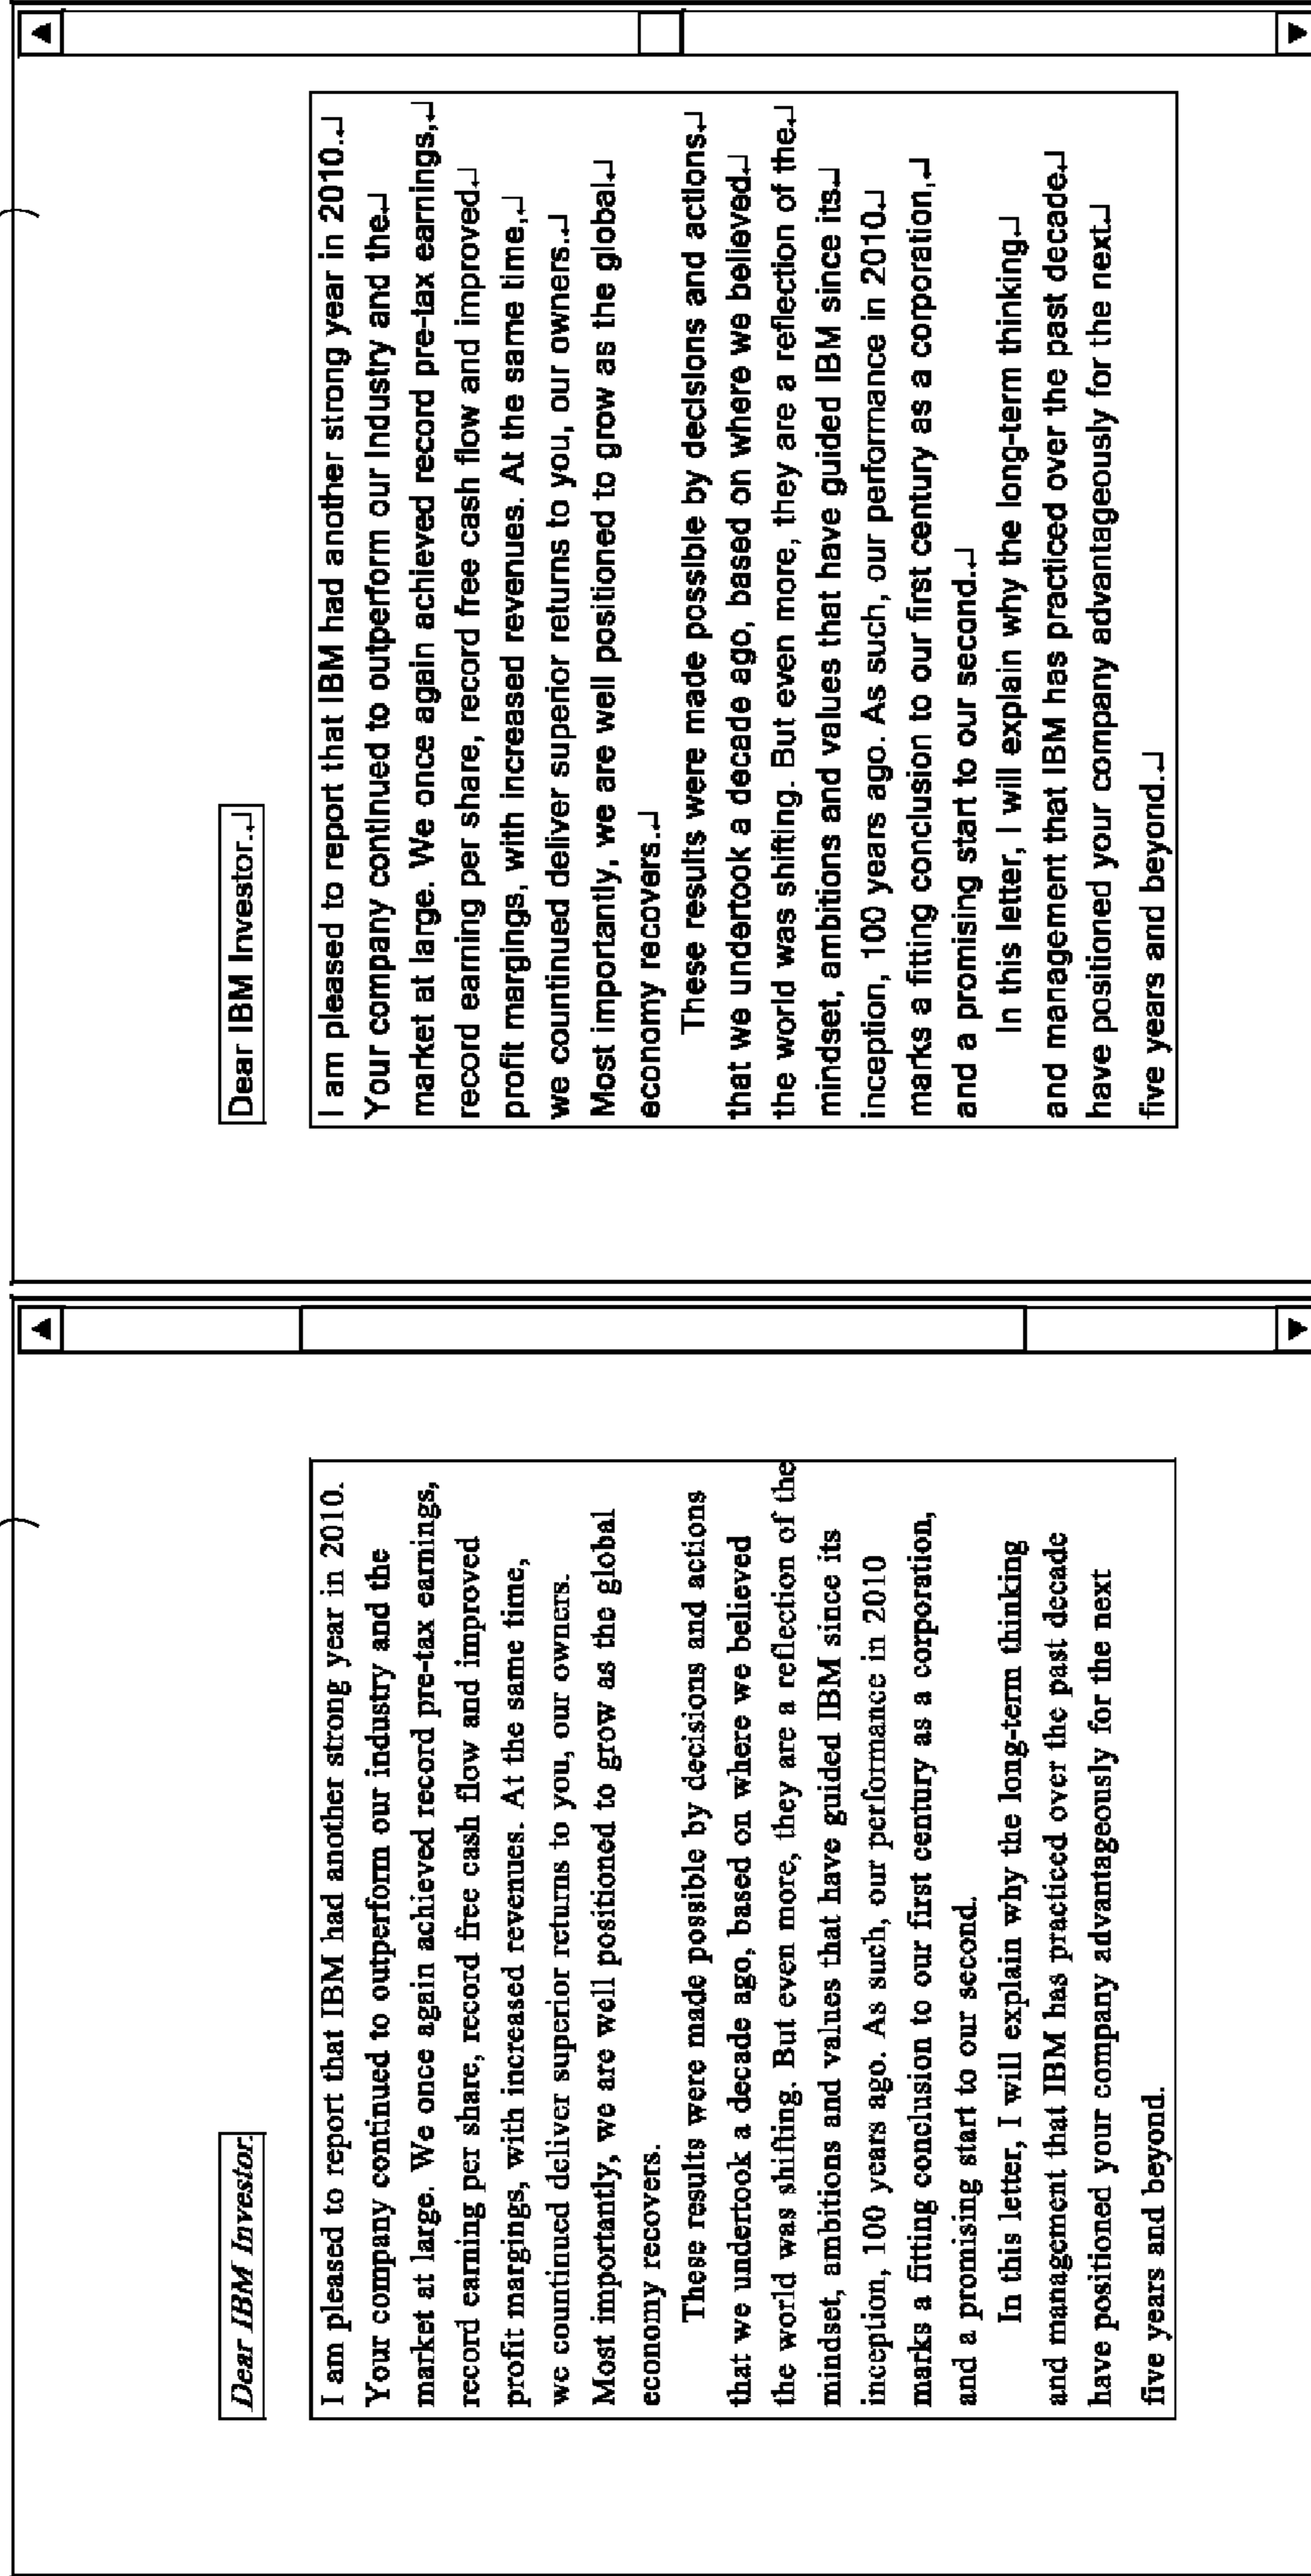 Dear IBM Investor.
I am pleased to report that IBM had another strong year in 2010.
Your company continued to outperform our industry and the
market at large. We once again achieved record pre-tax earnings,
record earning per share, record free cash flow and improved
profit margings, with increased revenues. At the same time,
we countinued deliver superior returns to you, our owners.
Most importantly, we are well positioned to grow as the global
economy recovers.
These results were made possible by decisions and actions
that we undertook a decade ago, based on where we believed
the world was shifting. But even more, they are a reflection of the
mindset, ambitions and values that have guided IBM since its
inception, 100 years ago. As such, our performance in 2010
marks a fitting conclusion to our first century as a corporation,
and a promising start to our second.
In this letter, I will explain why the long-term thinking
and management that IBM has practiced over the past decade
have positioned your company advantageously for the next
five years and beyond.
Dear IBM Investor.↵
I am pleased to report that IBM had another strong year in 2010.↵
Your company continued to outperform our industry and the↵
market at large. We once again achieved record pre-tax earnings,↵
record earning per share, record free cash flow and improved↵
profit margings, with increased revenues. At the same time,↵
we countinued deliver superior returns to you, our owners.↵
Most importantly, we are well positioned to grow as the global↵
economy recovers.↵
These results were made possible by decisions and actions↵
that we undertook a decade ago, based on where we believed↵
the world was shifting. But even more, they are a reflection of the↵
mindset, ambitions and values that have guided IBM since its↵
inception, 100 years ago. As such, our performance in 2010↵
marks a fitting conclusion to our first century as a corporation,↵
and a promising start to our second.↵
In this letter, I will explain why the long-term thinking↵
and management that IBM has practiced over the past decade↵
have positioned your company advantageously for the next↵
five years and beyond.↵